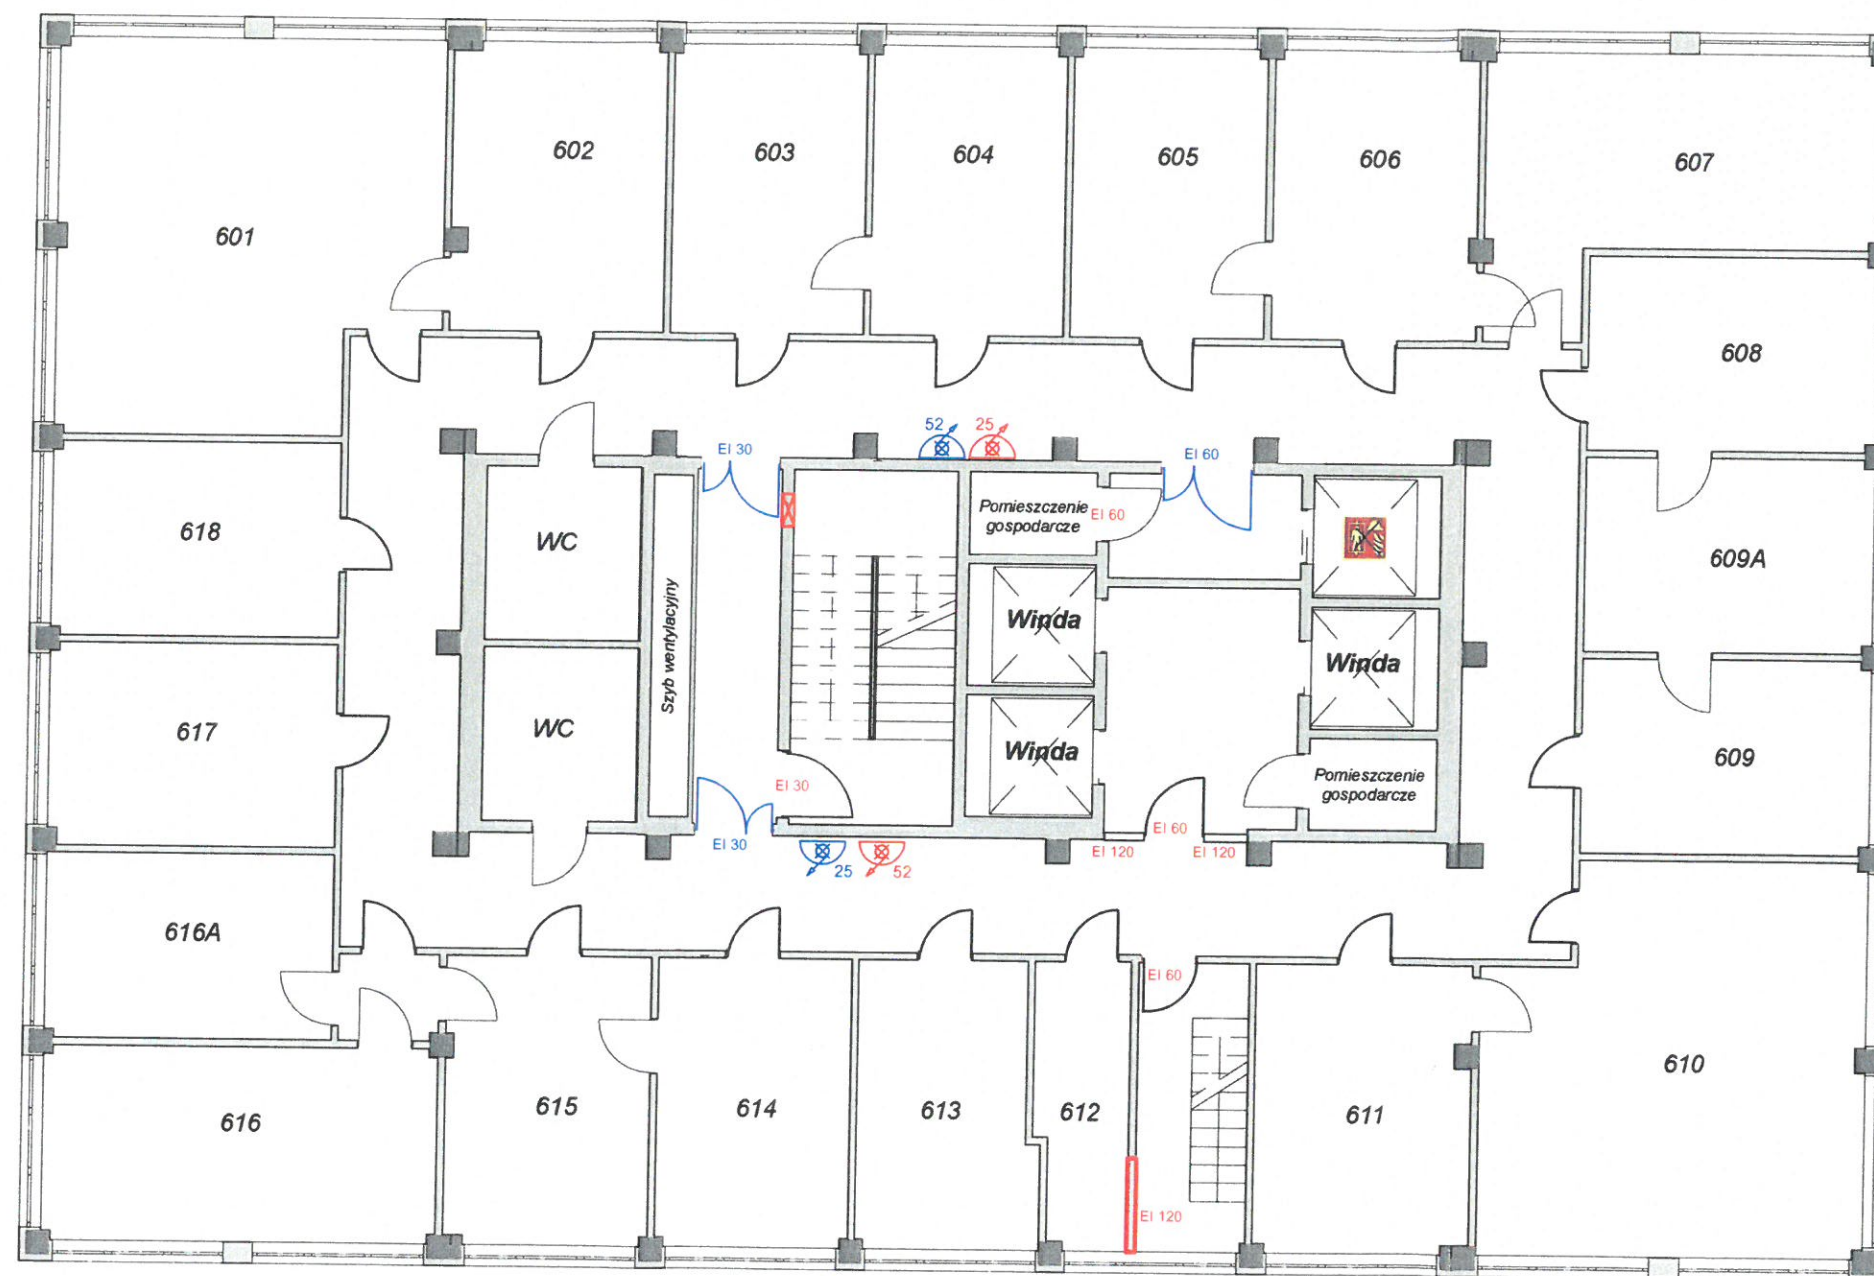 602
603
604
605
606
607
601
608
52
25
EI 30
EI 60
Pomieszczenie
gospodarcze
EI 60
618
WC
609A
Szyb wentylacyjny
Winda
Winda
617
WC
Winda
609
EI 30
Pomieszczenie
gospodarcze
EI 30
EI 60
EI 120
EI 120
25
52
616A
EI 60
616
615
614
613
612
611
610
EI 120